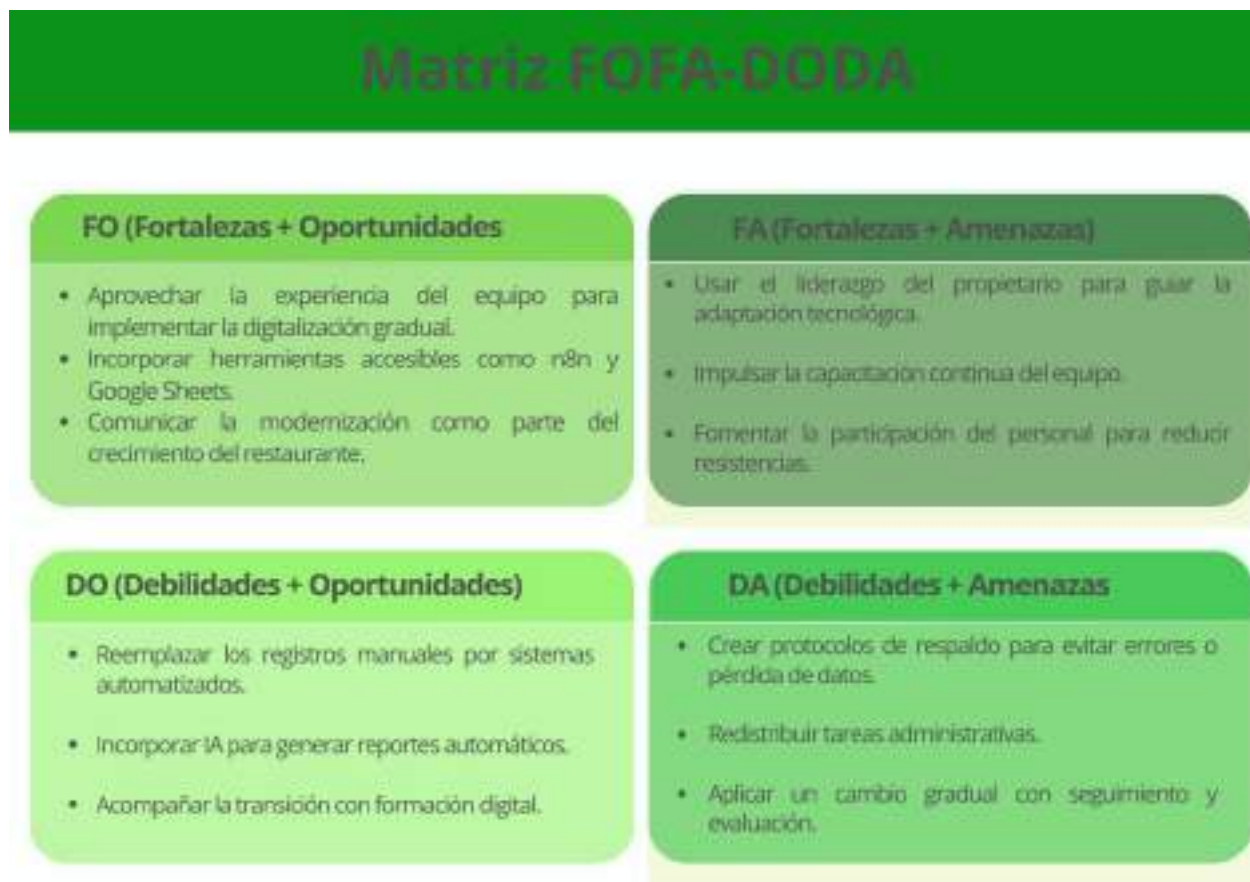 Matriz FOFA-DODA
FO (Fortalezas + Oportunidades
• Aprovechar la experiencia del equipo para
implementar la digitalización gradual.
• Incorporar herramientas accesibles como n8n y
Google Sheets.
• Comunicar la modernización como parte del
crecimiento del restaurante.
FA (Fortalezas + Amenazas)
• Usar el liderazgo del propietario para guiar la
adaptación tecnológica.
• Impulsar la capacitación continua del equipo.
• Fomentar la participación del personal para reducir
resistencias.
DO (Debilidades + Oportunidades)
• Reemplazar los registros manuales por sistemas
automatizados.
• Incorporar IA para generar reportes automáticos.
• Acompañar la transición con formación digital.
DA (Debilidades + Amenazas
• Crear protocolos de respaldo para evitar errores o
pérdida de datos.
• Redistribuir tareas administrativas.
• Aplicar un cambio gradual con seguimiento y
evaluación.